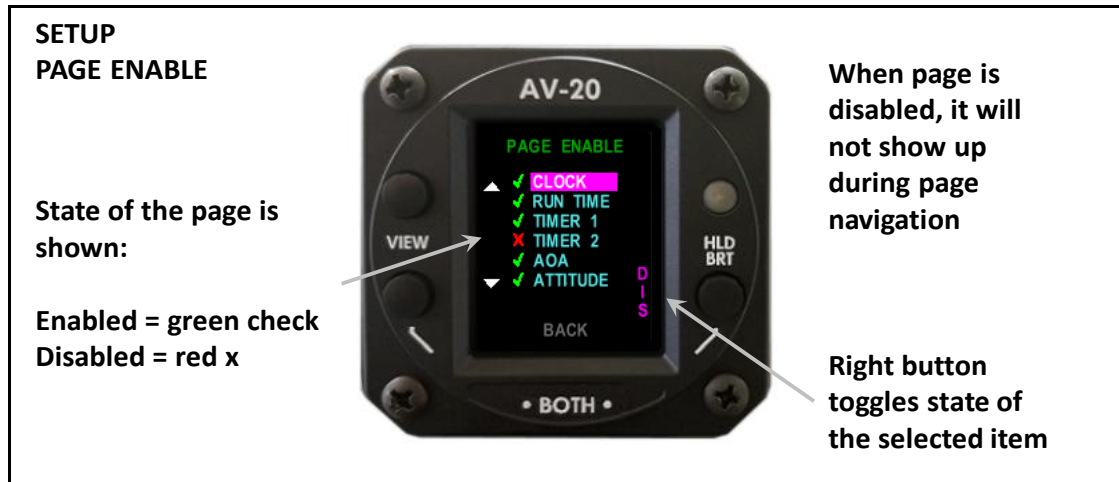 SETUP
PAGE ENABLE
State of the page is
shown:
Enabled = green check
Disabled = red x
AV-20
PAGE ENABLE
CLOCK
RUN TIME
TIMER 1
TIMER 2
AOA
ATTITUDE
DIS
BACK
VIEW
HLD
BRT
• BOTH •
When page is
disabled, it will
not show up
during page
navigation
Right button
toggles state of
the selected item